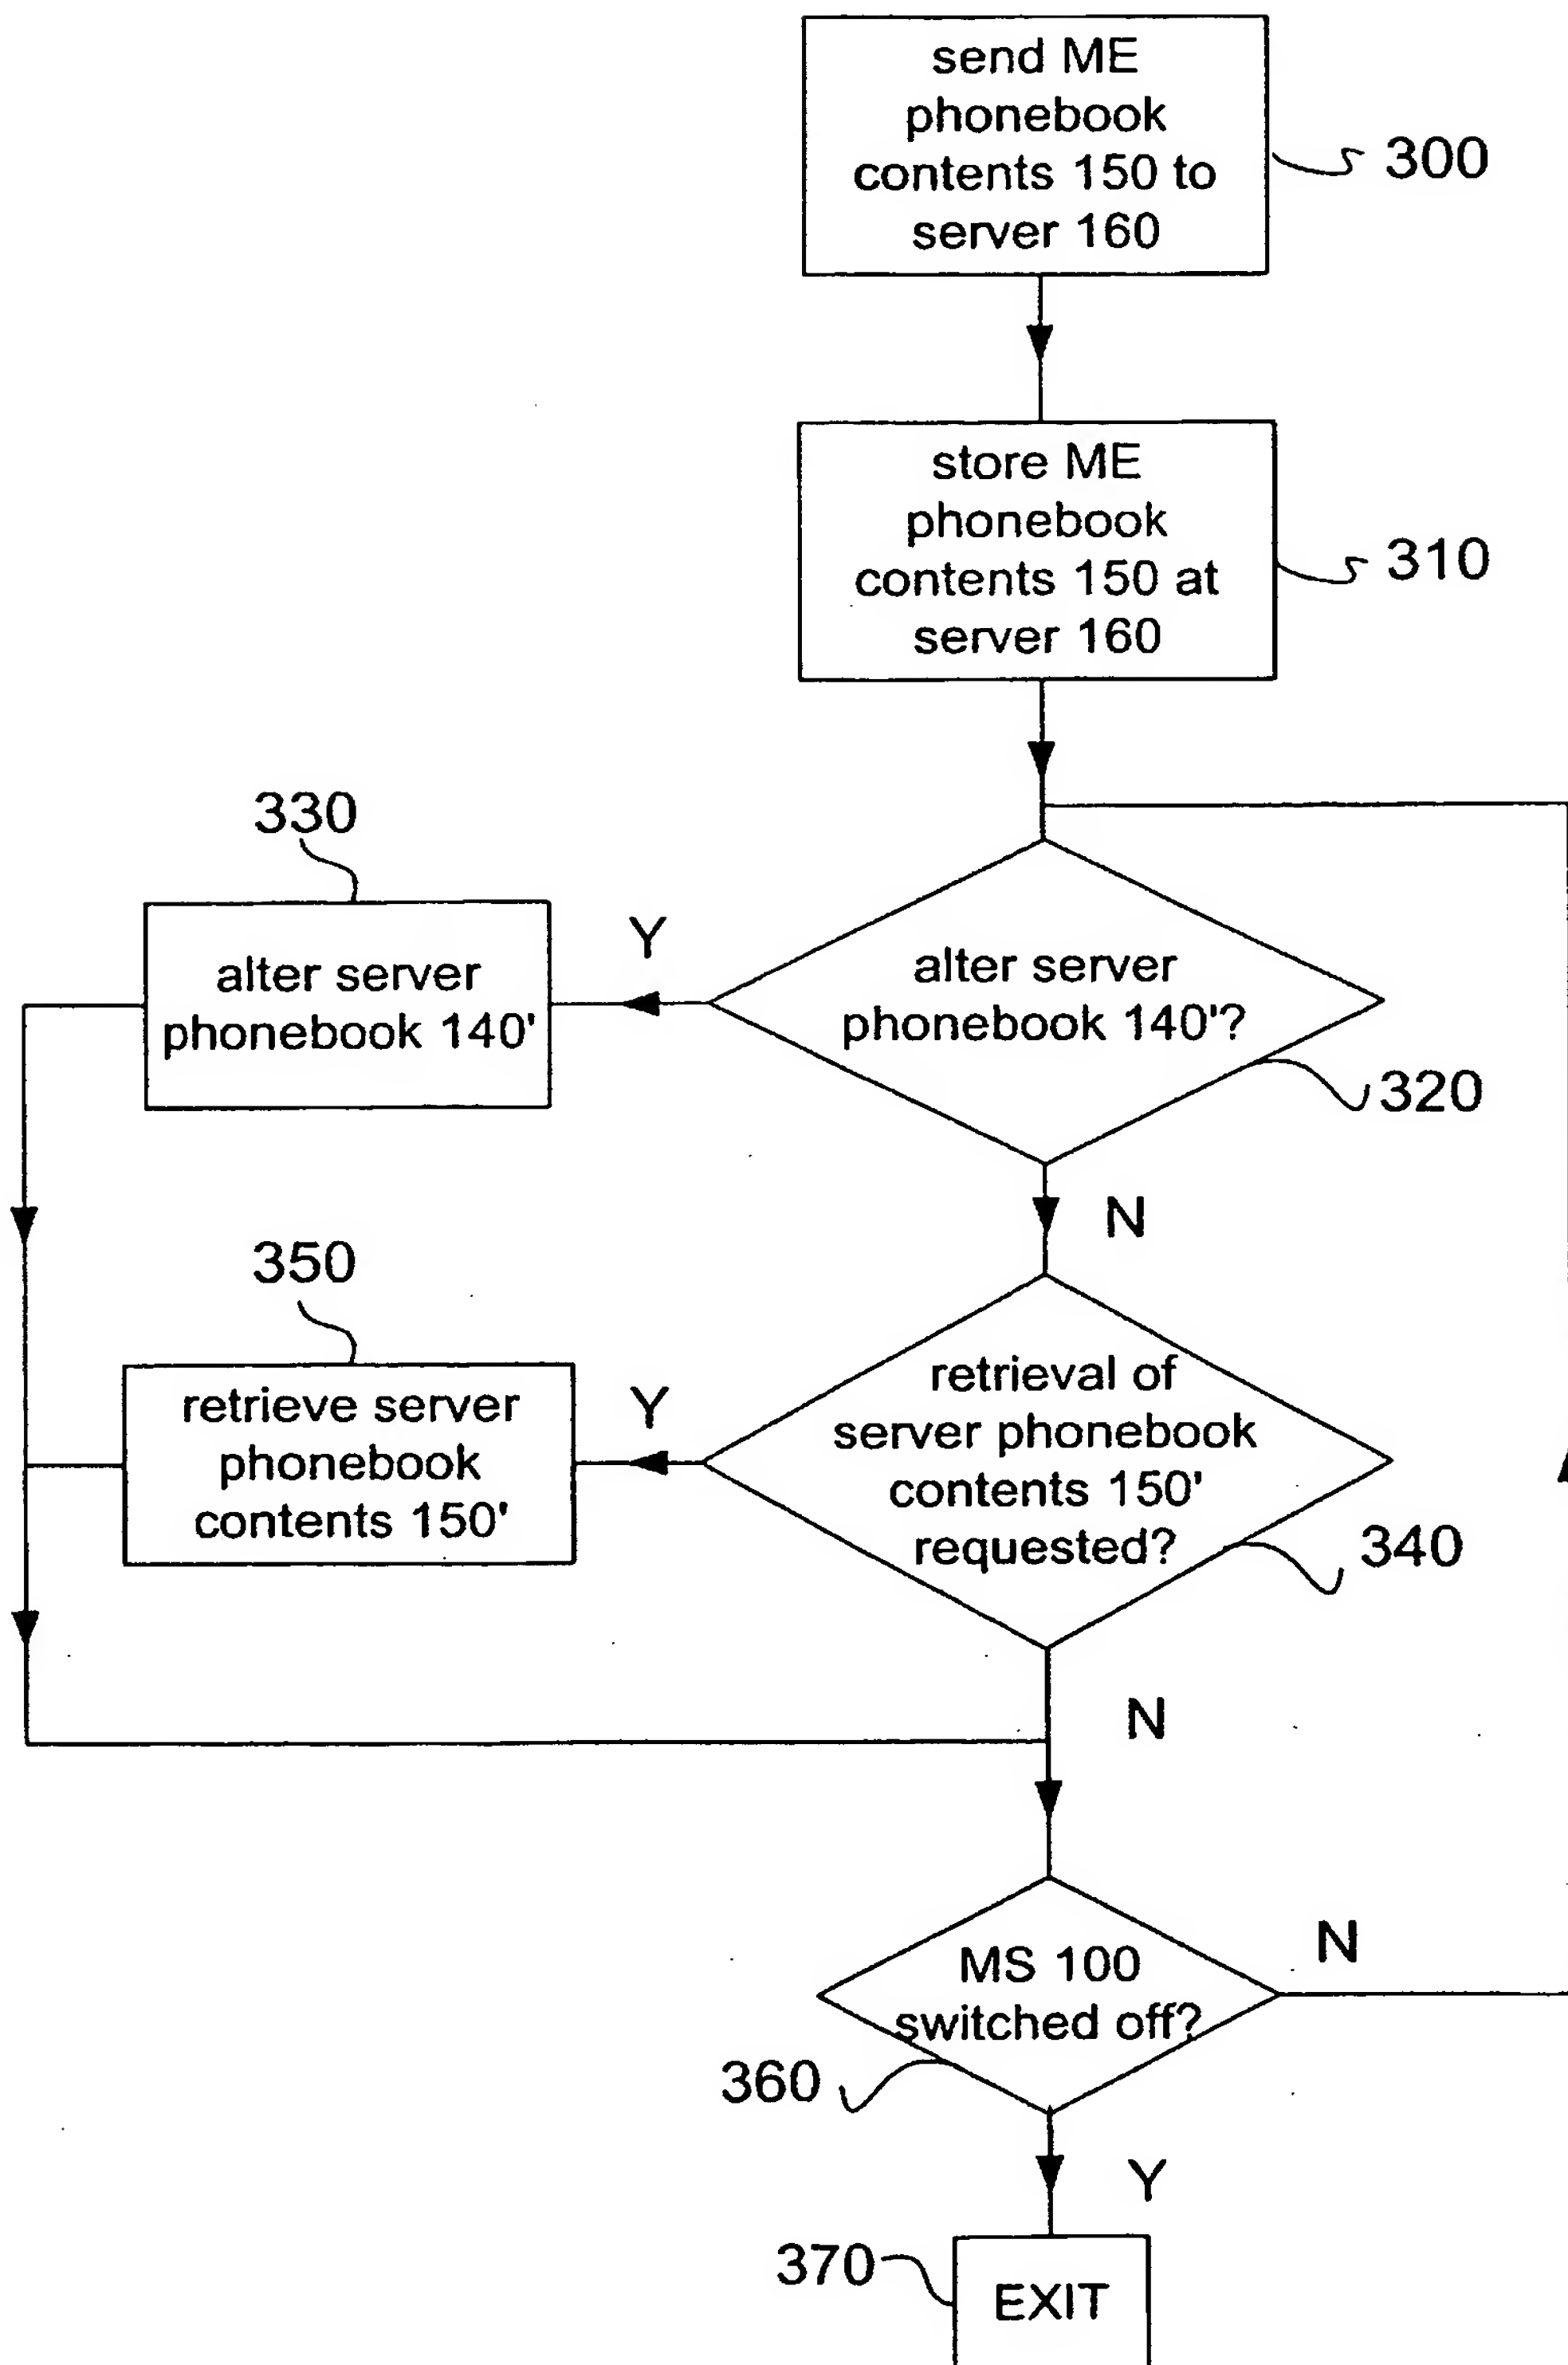 send ME
phonebook
contents 150 to
server 160
300
store ME
phonebook
contents 150 at
server 160
310
330
alter server
phonebook 140'
Y
alter server
phonebook 140'?
320
N
350
retrieve server
phonebook
contents 150'
Y
retrieval of
server phonebook
contents 150'
requested?
340
N
MS 100
switched off?
N
360
Y
370
EXIT